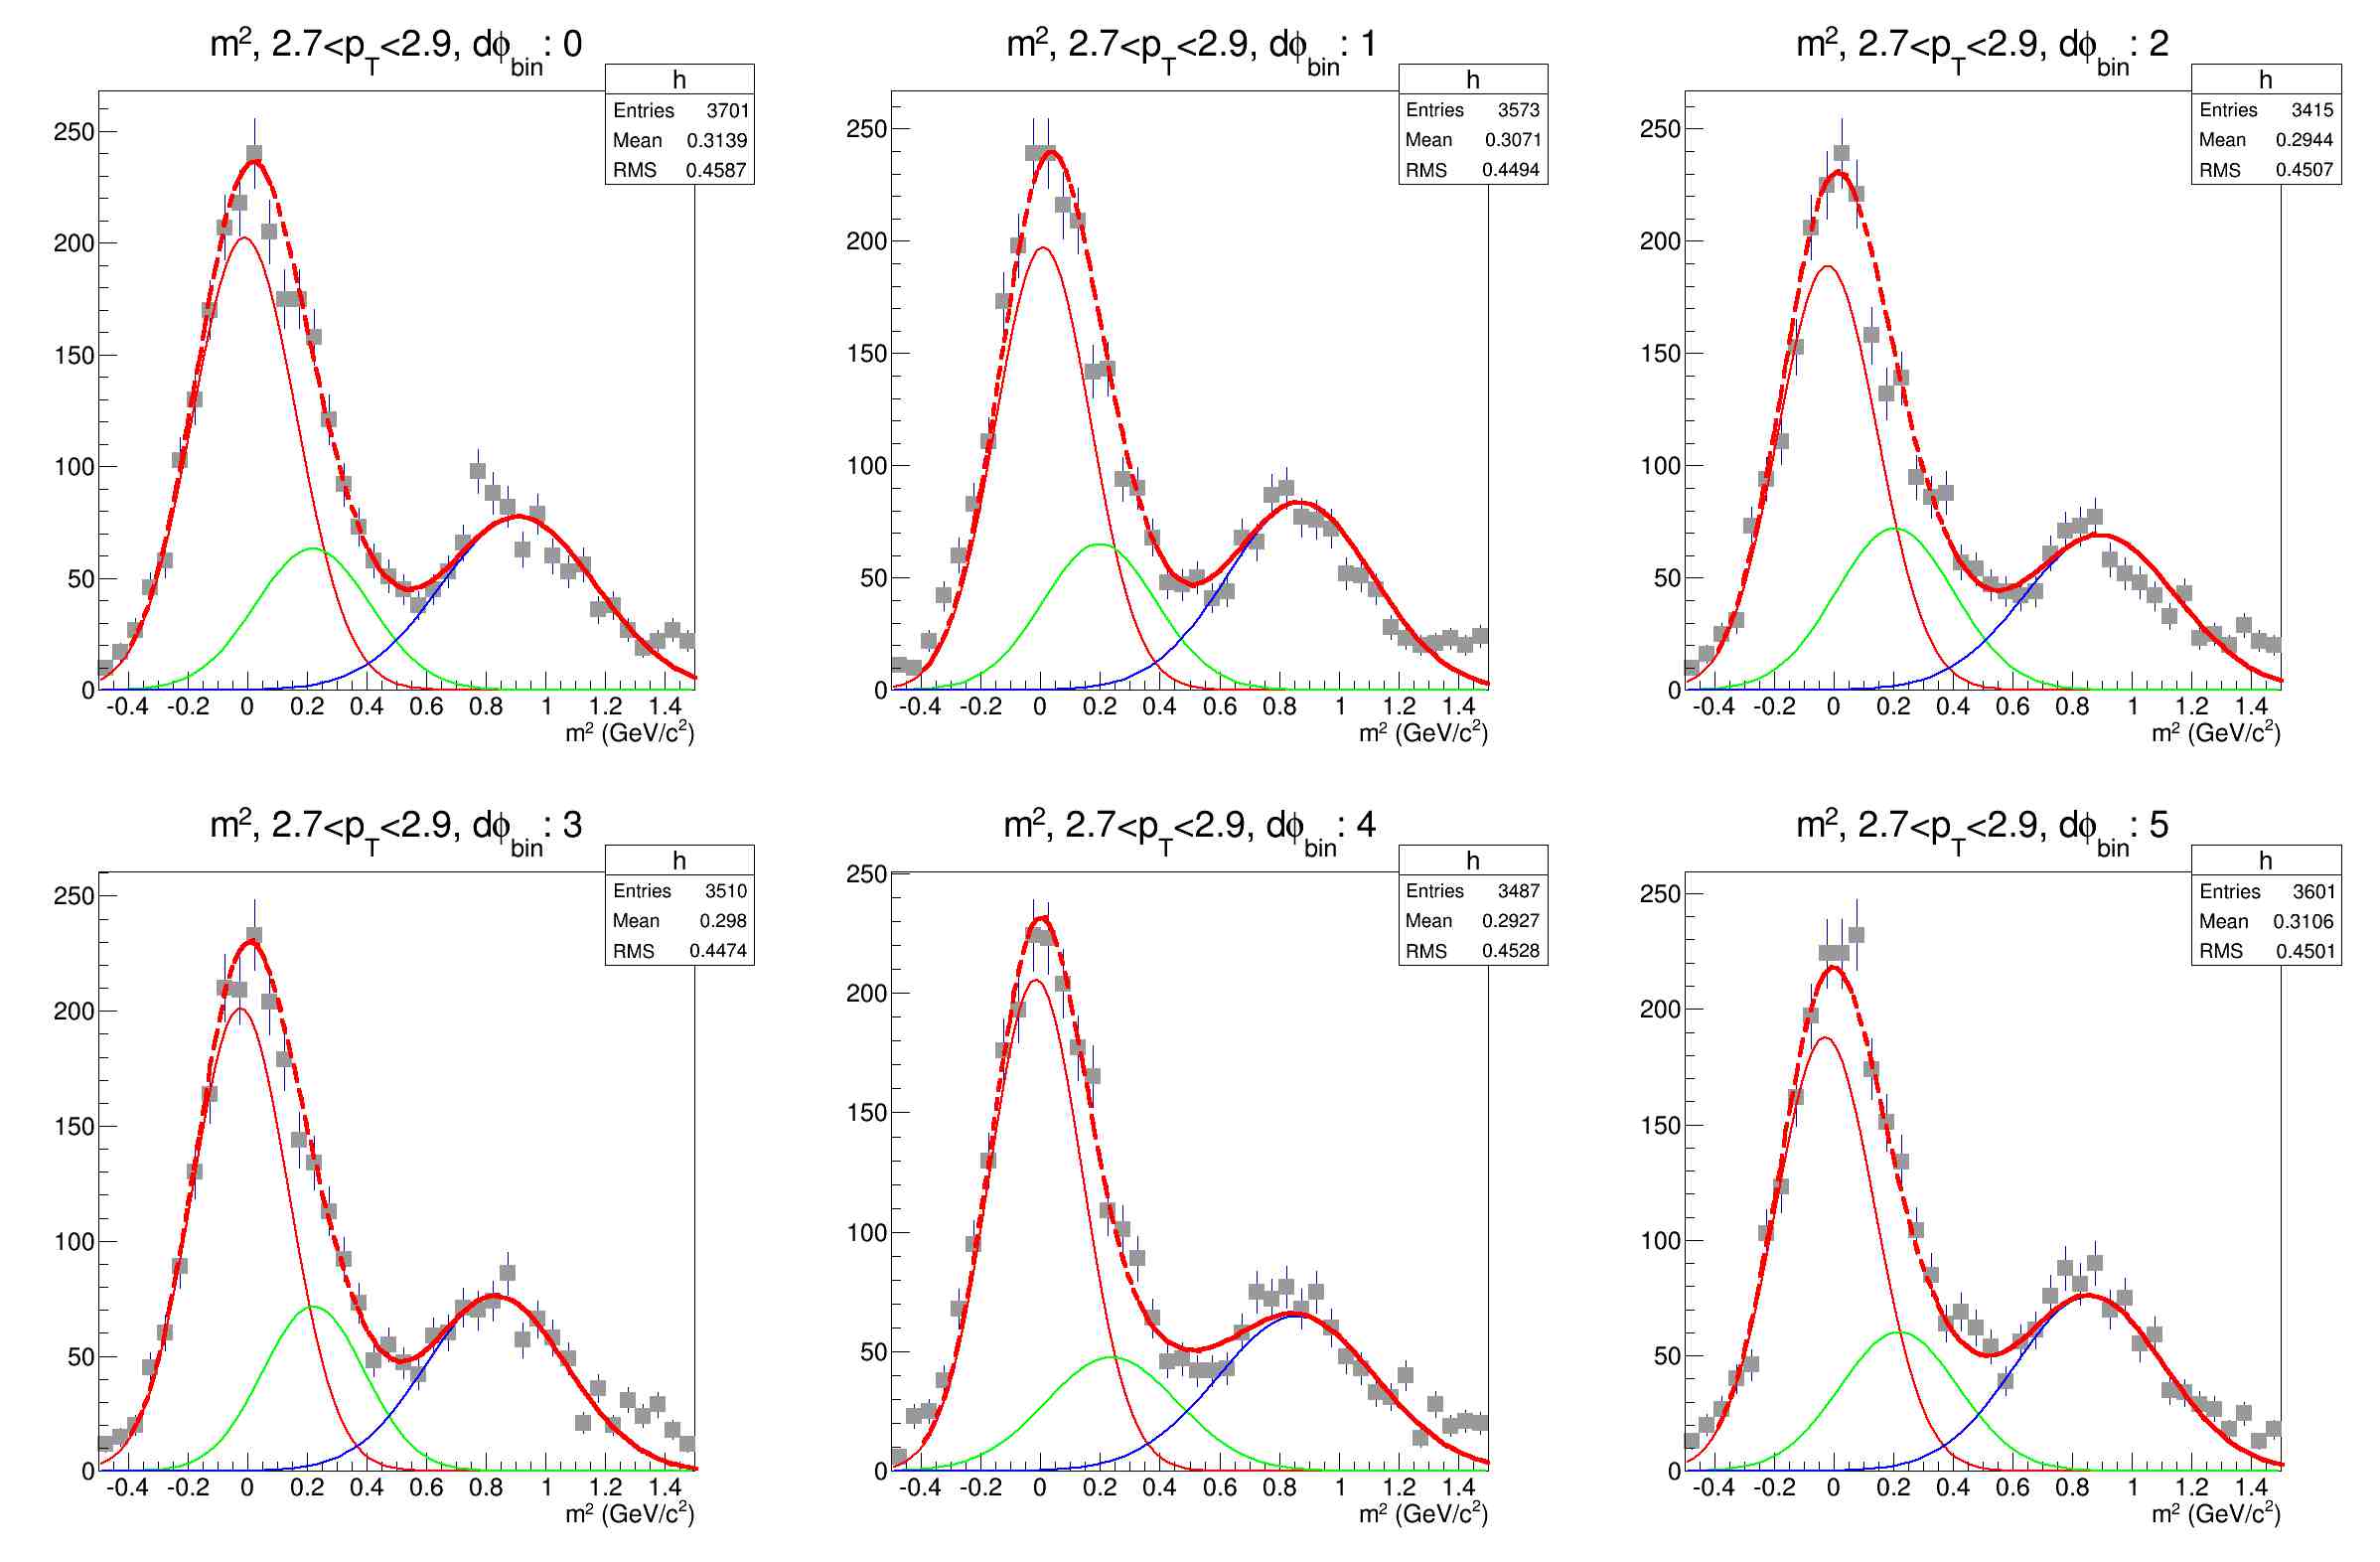 m², 2.7<p_T<2.9, dϕ_bin: 0
h
Entries 3701
Mean 0.3139
RMS 0.4587
250
200
150
100
50
0
-0.4 -0.2 0 0.2 0.4 0.6 0.8 1 1.2 1.4
m² (GeV/c²)
m², 2.7<p_T<2.9, dϕ_bin: 1
h
Entries 3573
Mean 0.3071
RMS 0.4494
250
200
150
100
50
0
-0.4 -0.2 0 0.2 0.4 0.6 0.8 1 1.2 1.4
m² (GeV/c²)
m², 2.7<p_T<2.9, dϕ_bin: 2
h
Entries 3415
Mean 0.2944
RMS 0.4507
250
200
150
100
50
0
-0.4 -0.2 0 0.2 0.4 0.6 0.8 1 1.2 1.4
m² (GeV/c²)
m², 2.7<p_T<2.9, dϕ_bin: 3
h
Entries 3510
Mean 0.298
RMS 0.4474
250
200
150
100
50
0
-0.4 -0.2 0 0.2 0.4 0.6 0.8 1 1.2 1.4
m² (GeV/c²)
m², 2.7<p_T<2.9, dϕ_bin: 4
h
Entries 3487
Mean 0.2927
RMS 0.4528
250
200
150
100
50
0
-0.4 -0.2 0 0.2 0.4 0.6 0.8 1 1.2 1.4
m² (GeV/c²)
m², 2.7<p_T<2.9, dϕ_bin: 5
h
Entries 3601
Mean 0.3106
RMS 0.4501
250
200
150
100
50
0
-0.4 -0.2 0 0.2 0.4 0.6 0.8 1 1.2 1.4
m² (GeV/c²)